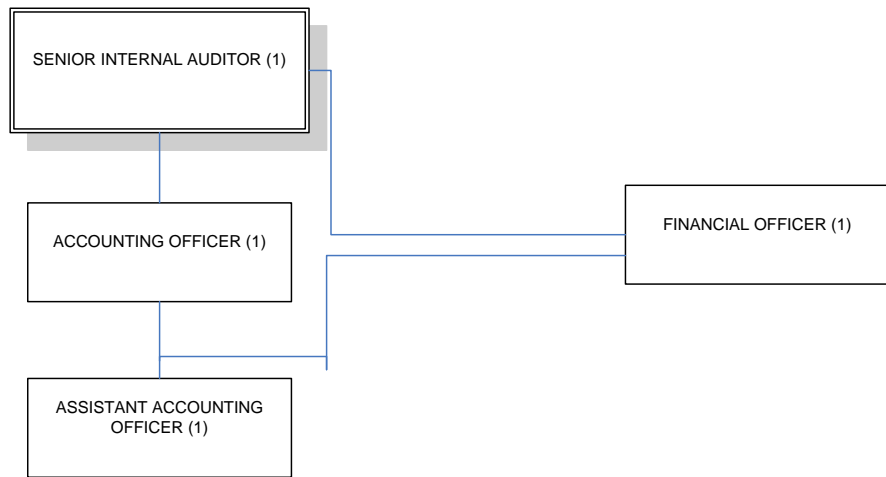 SENIOR INTERNAL AUDITOR (1)
ACCOUNTING OFFICER (1)
FINANCIAL OFFICER (1)
ASSISTANT ACCOUNTING
OFFICER (1)